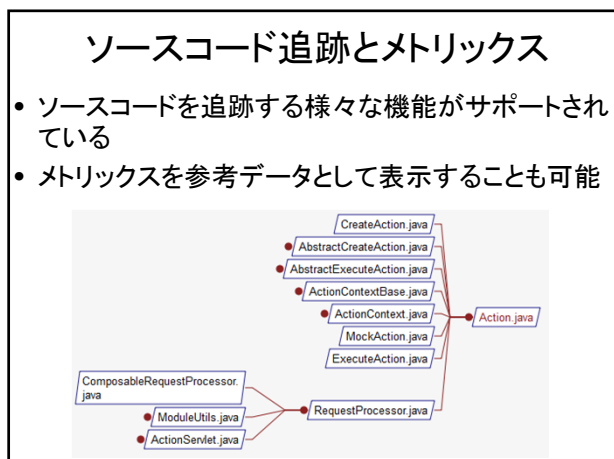 ソースコード追跡とメトリックス
• ソースコードを追跡する様々な機能がサポートされ
ている
• メトリックスを参考データとして表示することも可能
CreateAction.java
AbstractCreateAction.java
AbstractExecuteAction.java
ActionContextBase.java
ActionContext.java
Action.java
MockAction.java
ExecuteAction.java
ComposableRequestProcessor.
java
ModuleUtils.java
RequestProcessor.java
ActionServlet.java